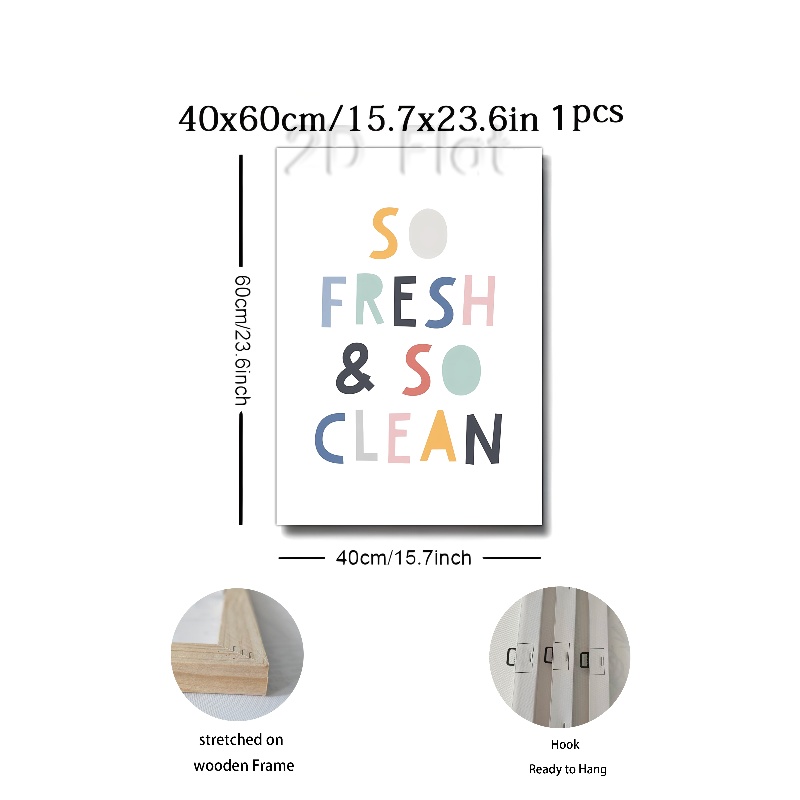 40x60cm/15.7x23.6in 1pcs
2D Flat
SO
FRESH
& SO
CLEAN
60cm/23.6inch
40cm/15.7inch
stretched on
wooden Frame
Hook
Ready to Hang